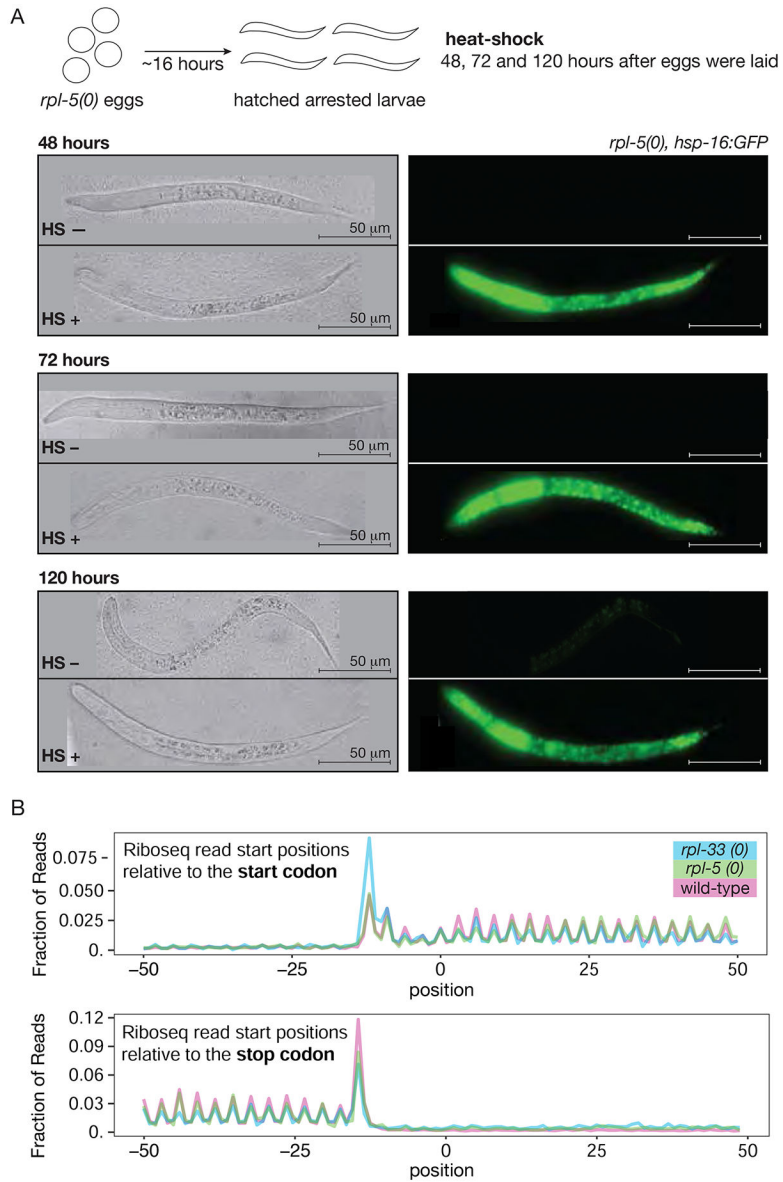 A
~16 hours
rpl-5(0) eggs
hatched arrested larvae
heat-shock
48, 72 and 120 hours after eggs were laid
48 hours
rpl-5(0), hsp-16:GFP
HS –
50 µm
HS +
50 µm
72 hours
HS –
50 µm
HS +
50 µm
120 hours
HS –
50 µm
HS +
50 µm
B
Riboseq read start positions
relative to the start codon
rpl-33 (0)
rpl-5 (0)
wild-type
Fraction of Reads
0.075
0.050
0.025
0.
−50
−25
0
25
50
position
Riboseq read start positions
relative to the stop codon
Fraction of Reads
0.12
0.09
0.06
0.03
0.
−50
−25
0
25
50
position